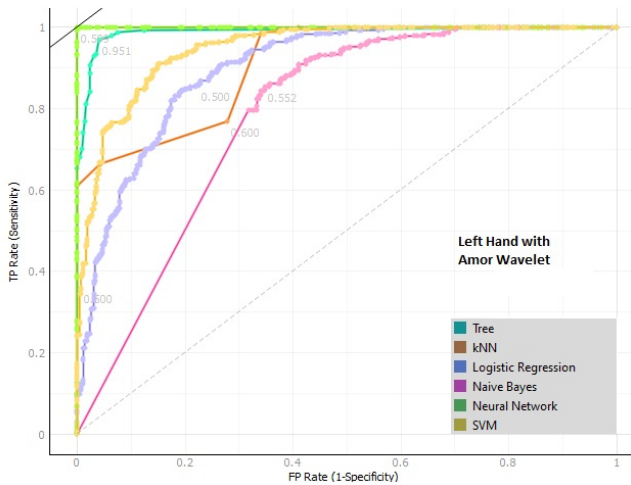 1
0.8
0.6
0.4
0.2
0
TP Rate (Sensitivity)
0.951
0.500
0.552
0.600
Left Hand with
Amor Wavelet
Tree
kNN
Logistic Regression
Naive Bayes
Neural Network
SVM
0 0.2 0.4 0.6 0.8 1
FP Rate (1-Specificity)